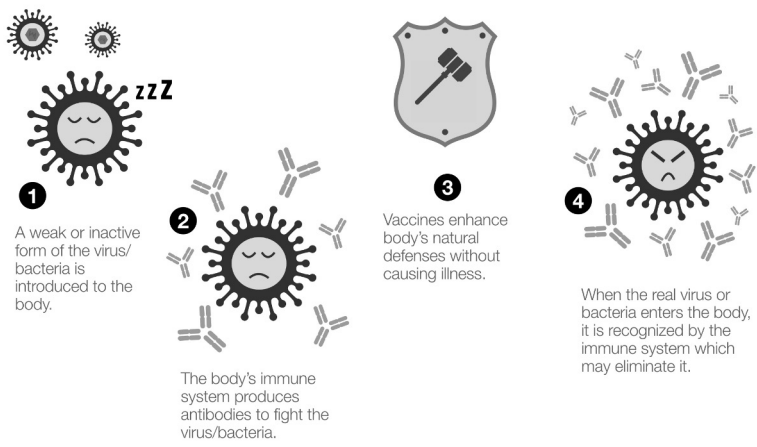 zzZ
1
A weak or inactive
form of the virus/
bacteria is
introduced to the
body.
2
The body's immune
system produces
antibodies to fight the
virus/bacteria.
3
Vaccines enhance
body's natural
defenses without
causing illness.
4
When the real virus or
bacteria enters the body,
it is recognized by the
immune system which
may eliminate it.